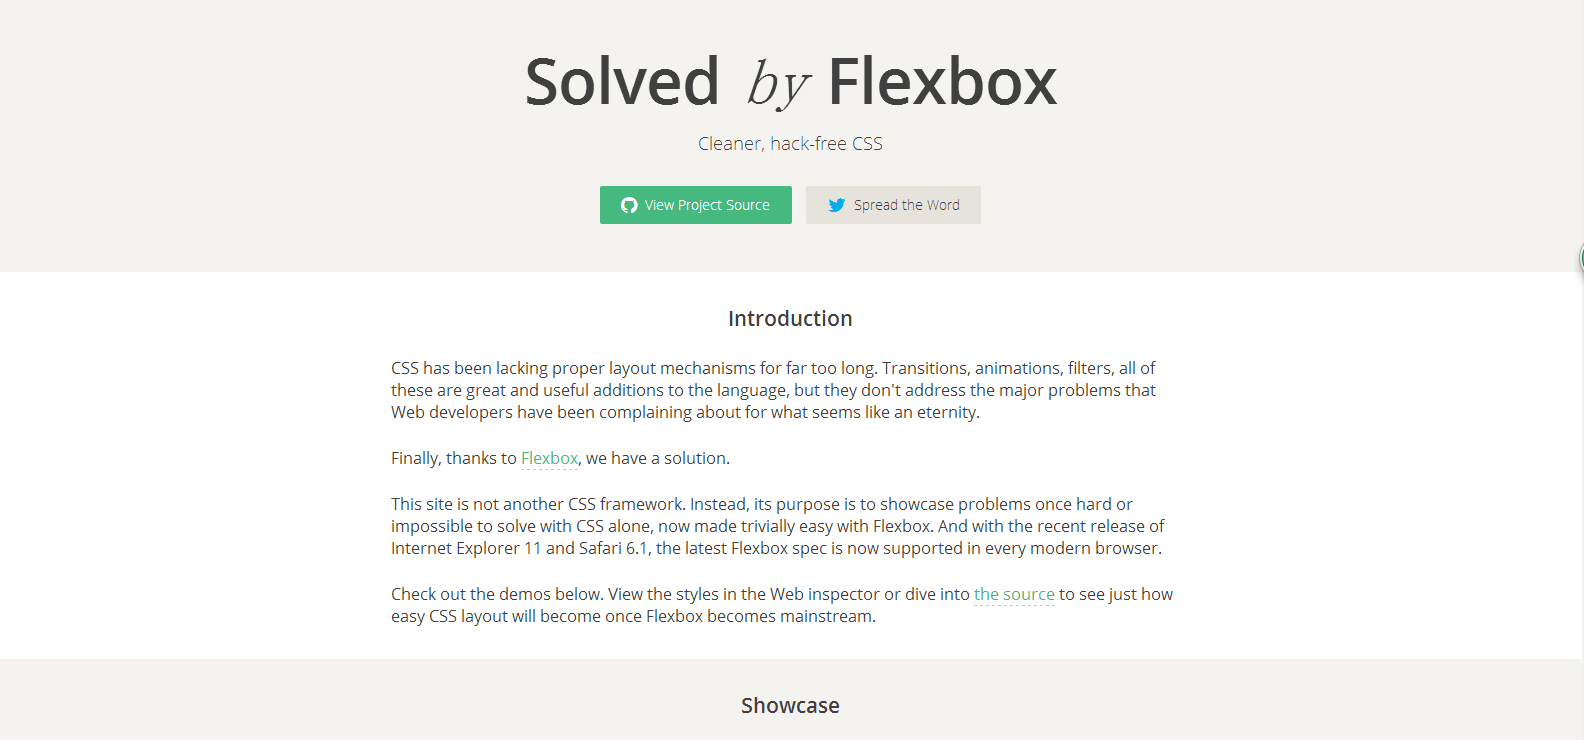 Solved by Flexbox
Cleaner, hack-free CSS
View Project Source
Spread the Word
Introduction
CSS has been lacking proper layout mechanisms for far too long. Transitions, animations, filters, all of
these are great and useful additions to the language, but they don't address the major problems that
Web developers have been complaining about for what seems like an eternity.
Finally, thanks to Flexbox, we have a solution.
This site is not another CSS framework. Instead, its purpose is to showcase problems once hard or
impossible to solve with CSS alone, now made trivially easy with Flexbox. And with the recent release of
Internet Explorer 11 and Safari 6.1, the latest Flexbox spec is now supported in every modern browser.
Check out the demos below. View the styles in the Web inspector or dive into the source to see just how
easy CSS layout will become once Flexbox becomes mainstream.
Showcase